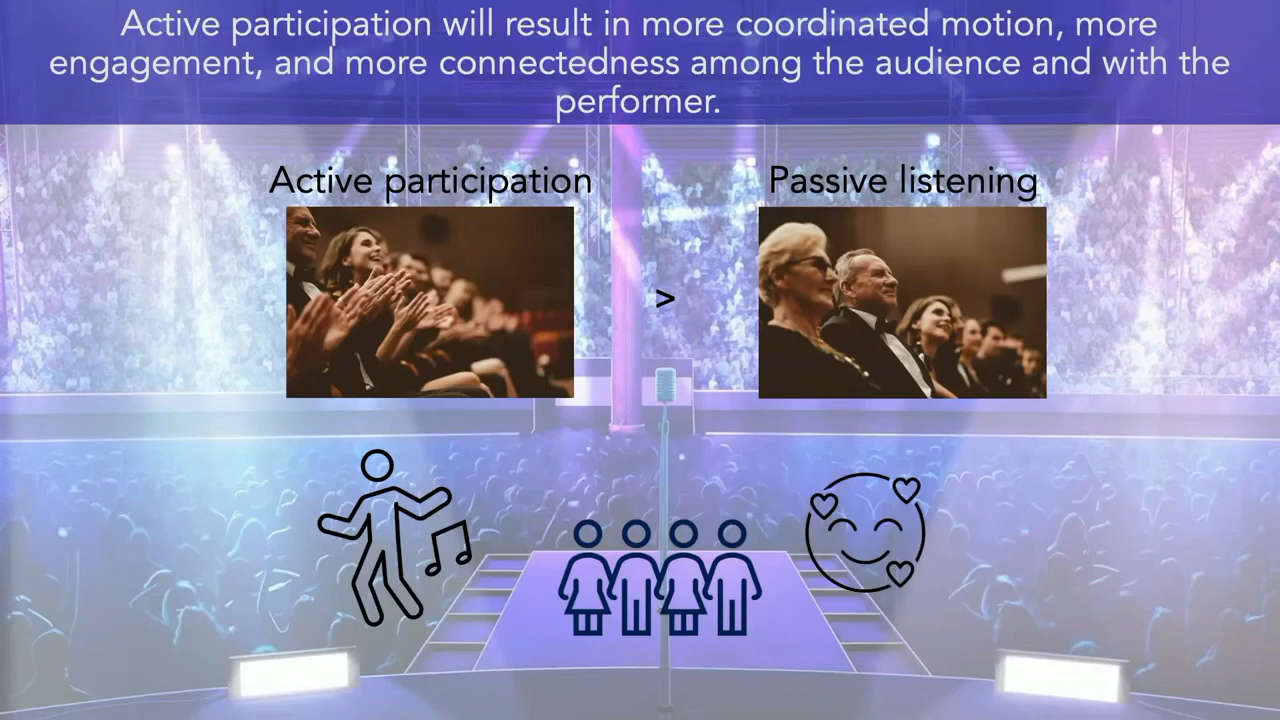 Active participation will result in more coordinated motion, more
engagement, and more connectedness among the audience and with the
performer.
Active participation
Passive listening
>